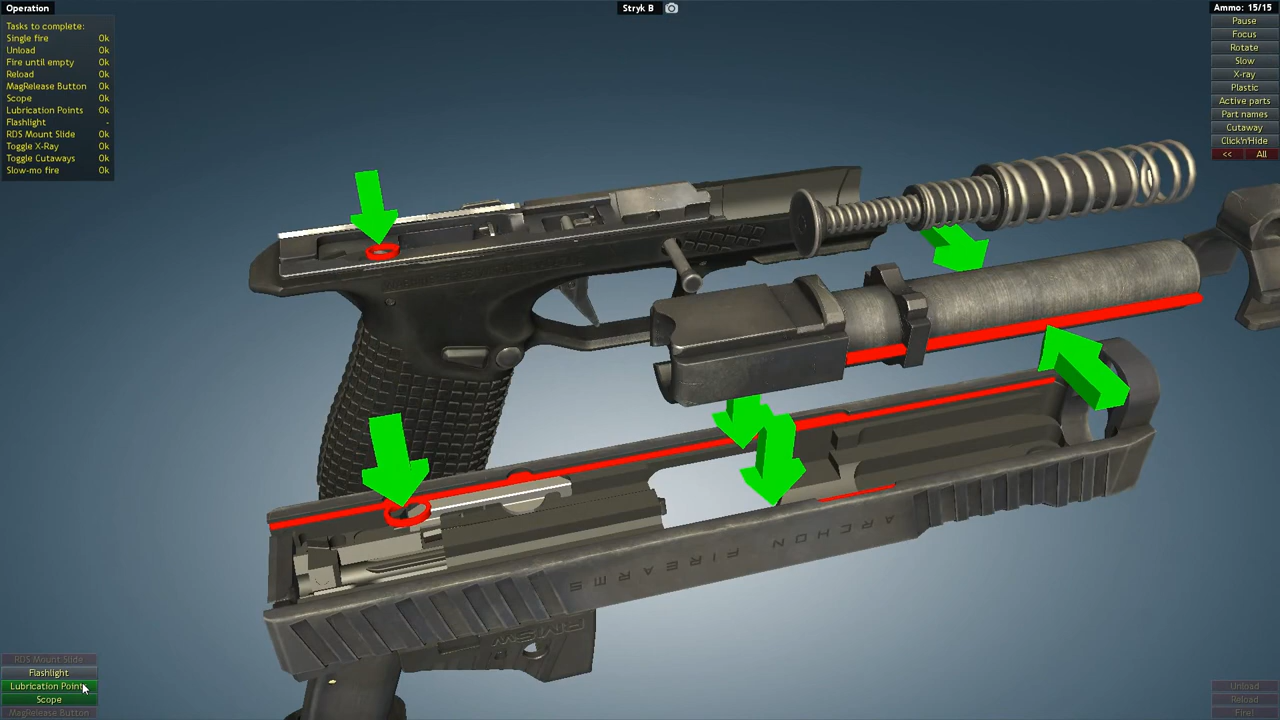 Operation
Stryk B
Ammo: 15/15
Tasks to complete:
Single fire Ok
Unload Ok
Fire until empty Ok
Reload Ok
MagRelease Button Ok
Scope Ok
Lubrication Points Ok
Flashlight -
RDS Mount Slide Ok
Toggle X-Ray Ok
Toggle Cutaways Ok
Slow-mo fire Ok
Pause
Focus
Rotate
Slow
X-ray
Plastic
Active parts
Part names
Cutaway
Click'n'Hide
<< All
ARCHON FIREARMS
RDS Mount Slide
Flashlight
Lubrication Points
Scope
MagRelease Button
Unload
Reload
Fire!